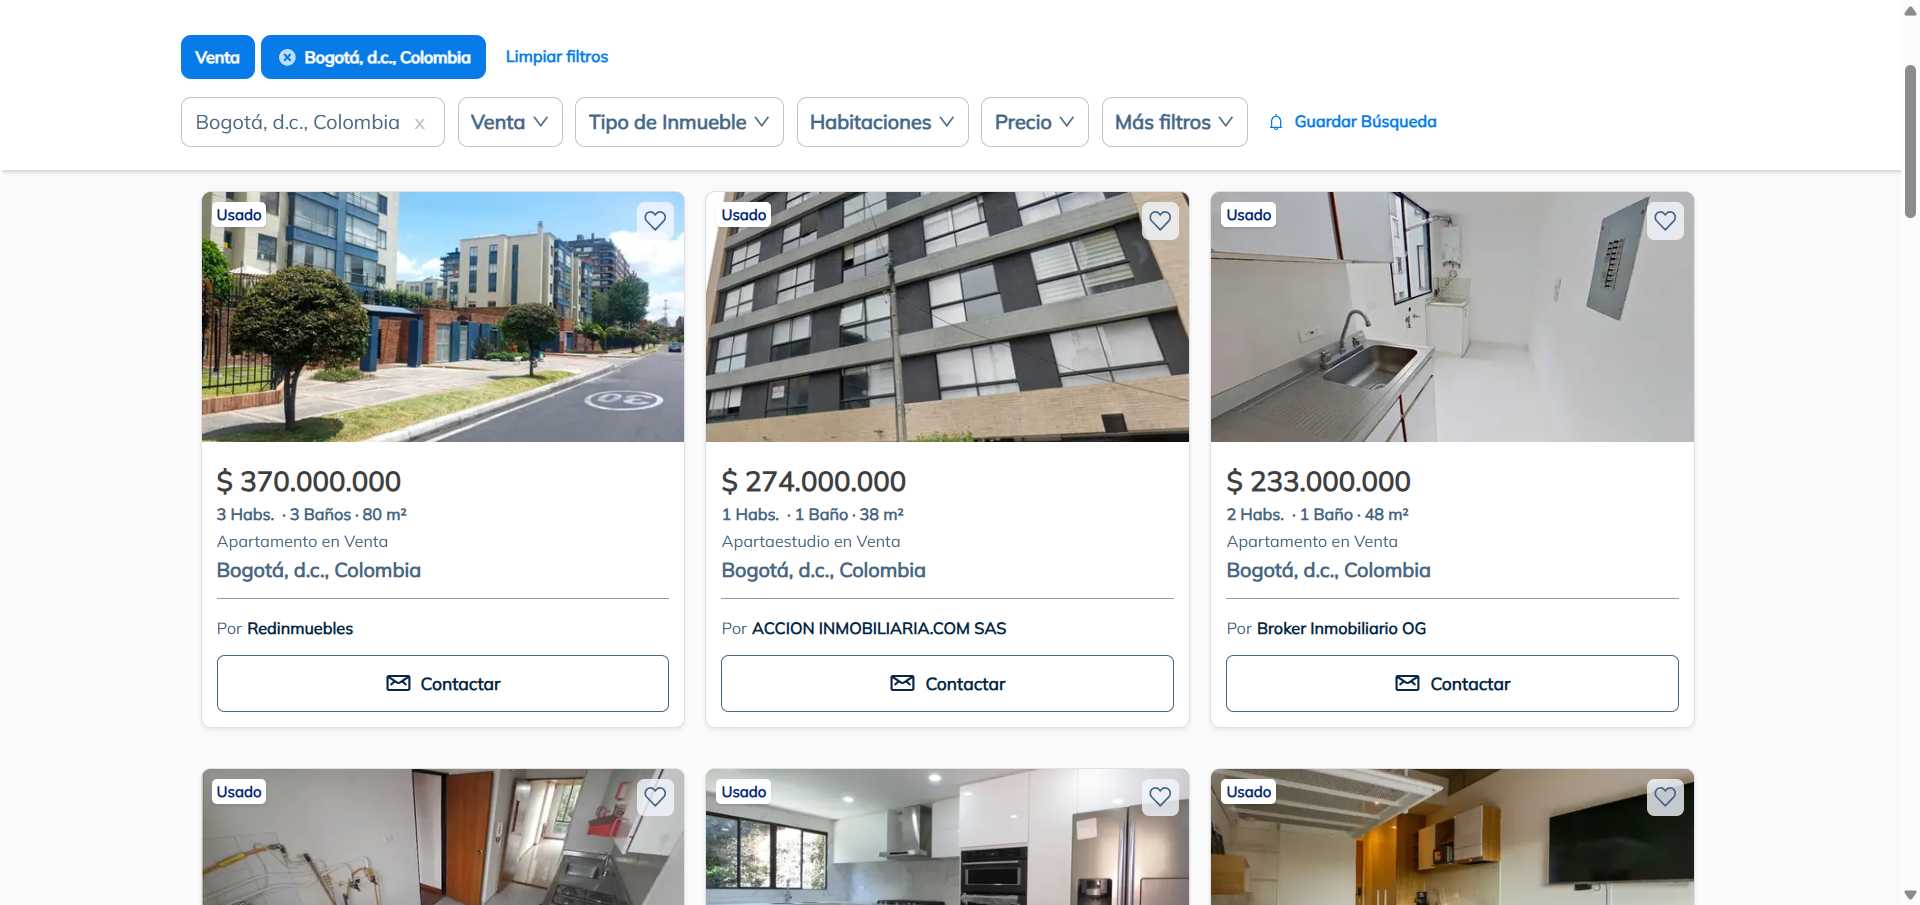 Venta
Bogotá, d.c., Colombia
Limpiar filtros
Bogotá, d.c., Colombia x
Venta
Tipo de Inmueble
Habitaciones
Precio
Más filtros
Guardar Búsqueda
Usado
30
$ 370.000.000
3 Habs. · 3 Baños · 80 m²
Apartamento en Venta
Bogotá, d.c., Colombia
Por Redinmuebles
Contactar
Usado
$ 274.000.000
1 Habs. · 1 Baño · 38 m²
Apartaestudio en Venta
Bogotá, d.c., Colombia
Por ACCION INMOBILIARIA.COM SAS
Contactar
Usado
$ 233.000.000
2 Habs. · 1 Baño · 48 m²
Apartamento en Venta
Bogotá, d.c., Colombia
Por Broker Inmobiliario OG
Contactar
Usado
Usado
Usado